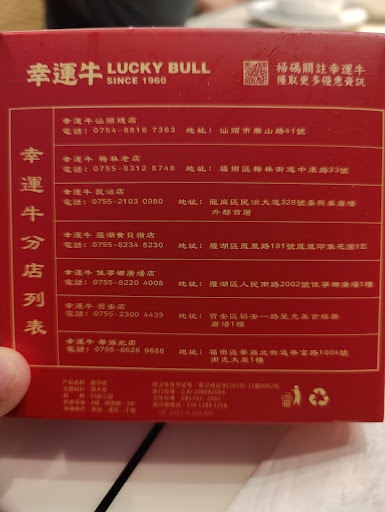 幸運牛 LUCKY BULL
SINCE 1960
掃碼關註幸運牛
獲取更多優惠資訊
幸運牛分店列表
幸運牛汕頭總店
電話：0754-8816 7363 地址：汕頭市樂山路41號
幸運牛 梅林老店
電話：0755-8312 8748 地址：福田區梅林街道中康路33號
幸運牛 民治店
電話：0755-2103 0980 地址：龍崗區民治大道328號嘉熙業廣場
外部首層
幸運牛 羅湖黃貝嶺店
電話：0755-8234 8230 地址：羅湖區鳳凰路181號鳳凰印象花園1E
幸運牛 佳寧娜廣場店
電話：0755-8220 4008 地址：羅湖區人民南路2002號佳寧娜廣場1樓
幸運牛 寶安店
電話：0755-2300 4439 地址：寶安區裕安一路星光美食娛樂
廣場1樓
幸運牛 華強北店
電話：0755-8626 9688 地址：福田區華強北街道華富路1004號
南光大廈1樓